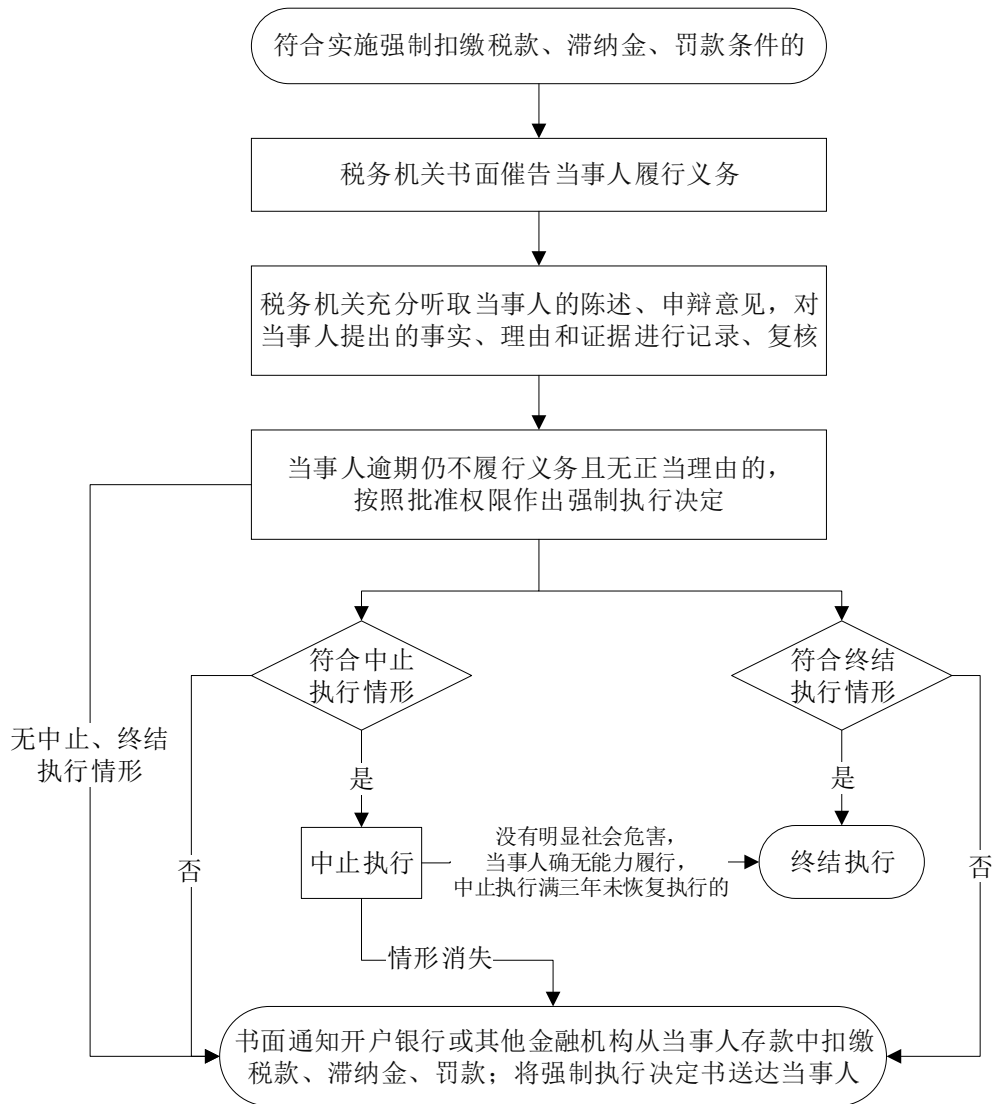 符合实施强制扣缴税款、滞纳金、罚款条件的
税务机关书面催告当事人履行义务
税务机关充分听取当事人的陈述、申辩意见，对
当事人提出的事实、理由和证据进行记录、复核
当事人逾期仍不履行义务且无正当理由的，
按照批准权限作出强制执行决定
符合中止
执行情形
符合终结
执行情形
无中止、终结
执行情形
是
是
否
中止执行
没有明显社会危害，
当事人确无能力履行，
中止执行满三年未恢复执行的
终结执行
否
情形消失
书面通知开户银行或其他金融机构从当事人存款中扣缴
税款、滞纳金、罚款；将强制执行决定书送达当事人